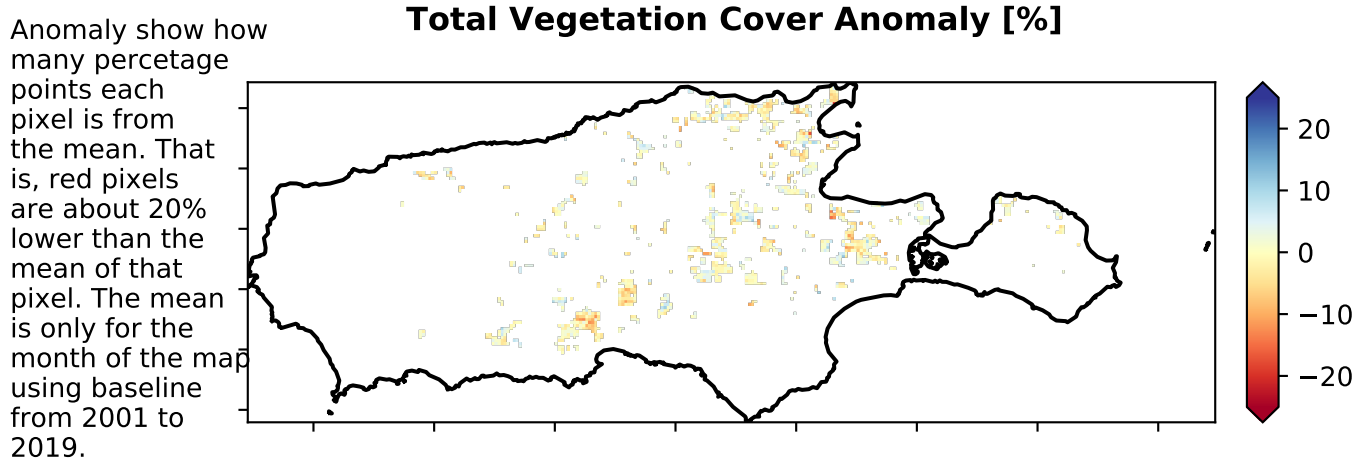 Total Vegetation Cover Anomaly [%]
Anomaly show how
many percetage
points each
pixel is from
the mean. That
is, red pixels
are about 20%
lower than the
mean of that
pixel. The mean
is only for the
month of the map
using baseline
from 2001 to
2019.
20
10
0
−10
−20